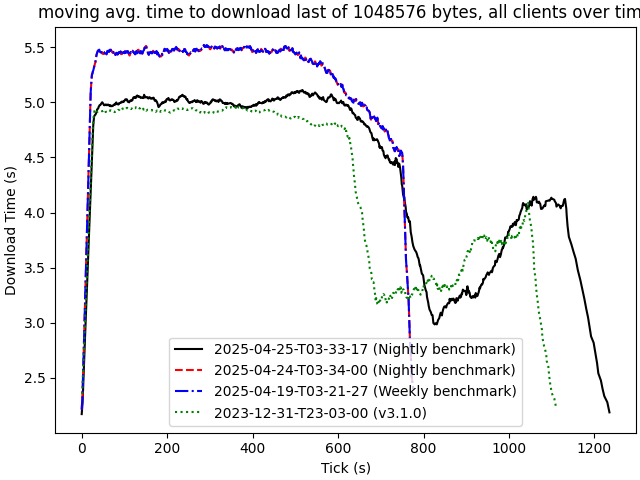 moving avg. time to download last of 1048576 bytes, all clients over tim
5.5
5.0
4.5
4.0
3.5
3.0
2.5
Download Time (s)
2025-04-25-T03-33-17 (Nightly benchmark)
2025-04-24-T03-34-00 (Nightly benchmark)
2025-04-19-T03-21-27 (Weekly benchmark)
2023-12-31-T23-03-00 (v3.1.0)
0 200 400 600 800 1000 1200
Tick (s)